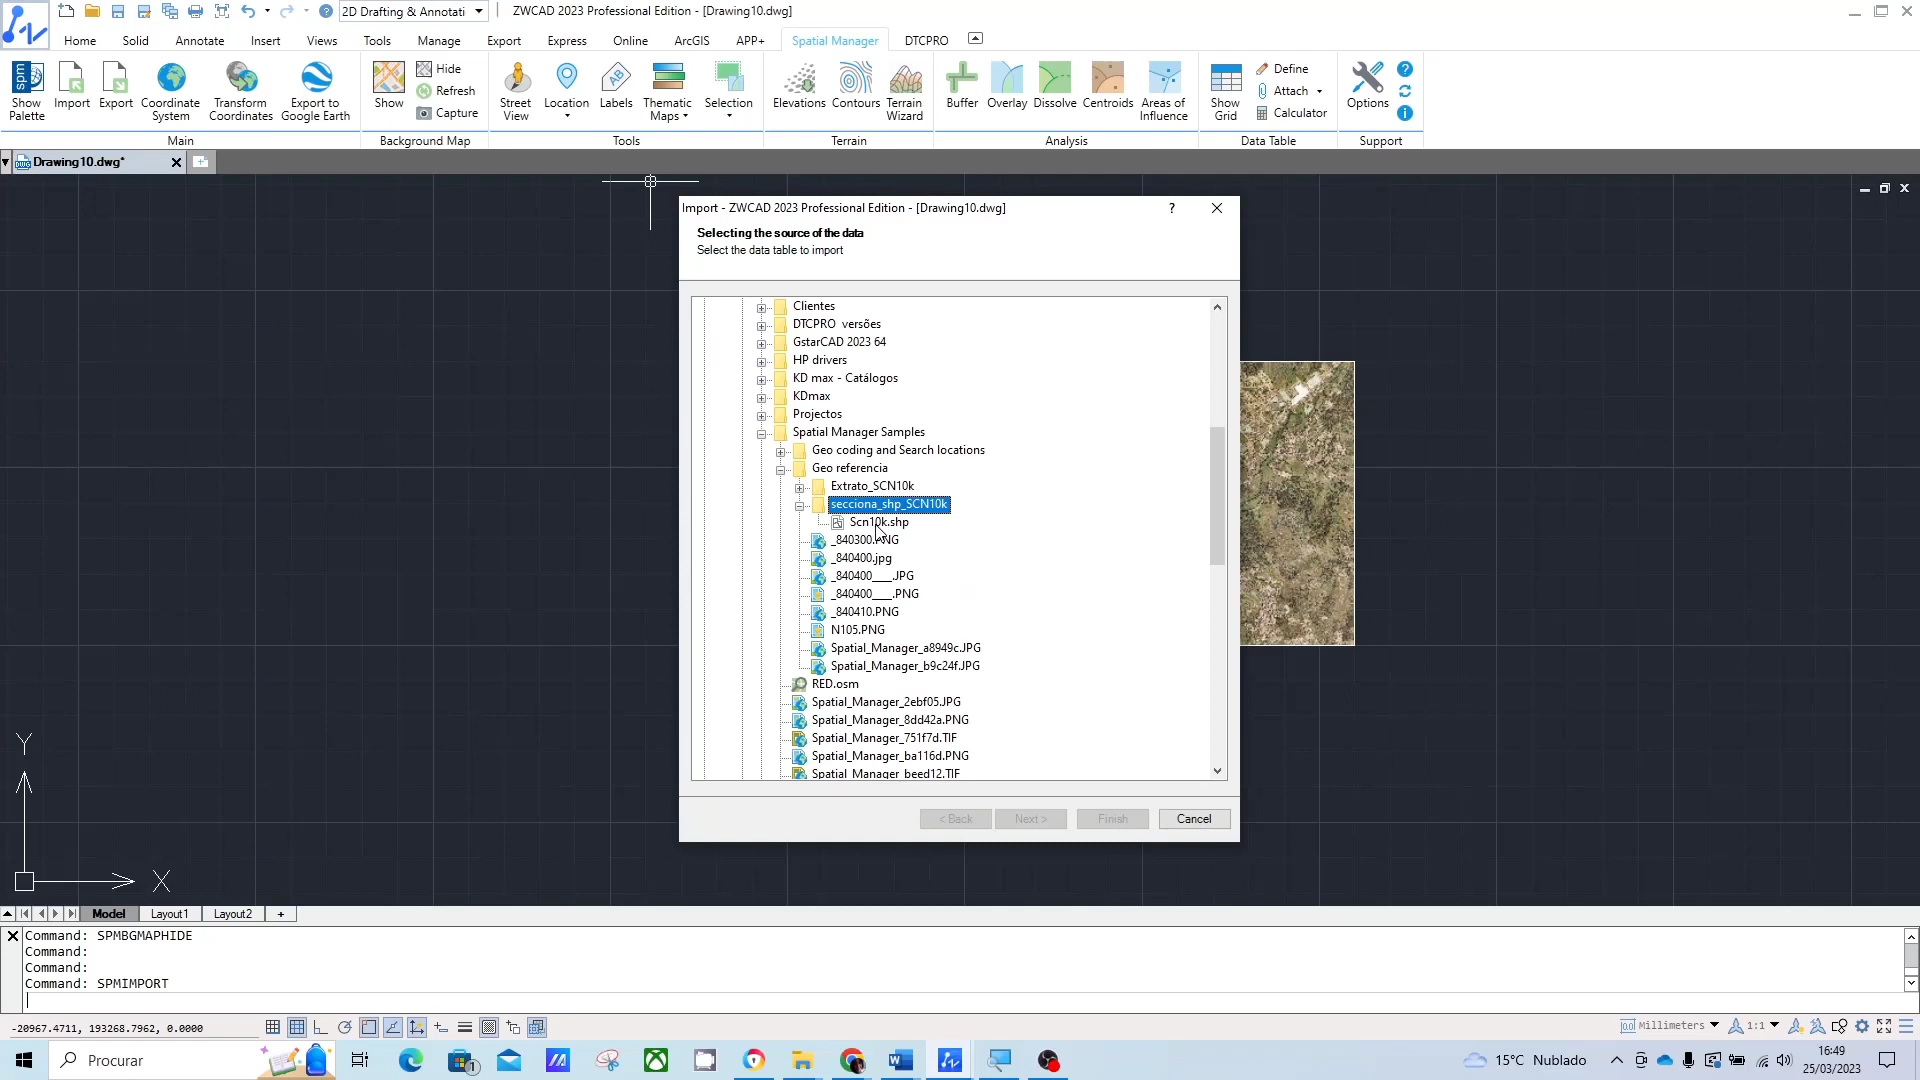 2D Drafting & Annotati
ZWCAD 2023 Professional Edition - [Drawing10.dwg]
Home Solid Annotate Insert Views Tools Manage Export Express Online ArcGIS APP+ Spatial Manager DTCPRO
Show Palette
Import
Export
Coordinate System
Transform Coordinates
Export to Google Earth
Show
Hide
Refresh
Capture
Street View
Location
Labels
Thematic Maps
Selection
Elevations
Contours
Terrain Wizard
Buffer
Overlay
Dissolve
Centroids
Areas of Influence
Show Grid
Define
Attach
Calculator
Options
Main
Background Map
Tools
Terrain
Analysis
Data Table
Support
Drawing10.dwg*
Import - ZWCAD 2023 Professional Edition - [Drawing10.dwg]
Selecting the source of the data
Select the data table to import
Clientes
DTCPRO versões
GstarCAD 2023 64
HP drivers
KD max - Catálogos
KDmax
Projectos
Spatial Manager Samples
Geo coding and Search locations
Geo referencia
Extrato_SCN10k
secciona_shp_SCN10k
Scn10k.shp
_840300.PNG
_840400.jpg
_840400___.JPG
_840400___.PNG
_840410.PNG
N105.PNG
Spatial_Manager_a8949c.JPG
Spatial_Manager_b9c24f.JPG
RED.osm
Spatial_Manager_2ebf05.JPG
Spatial_Manager_8dd42a.PNG
Spatial_Manager_751f7d.TIF
Spatial_Manager_ba116d.PNG
Spatial_Manager_beed12.TIF
< Back Next > Finish Cancel
Y
X
Model Layout1 Layout2 +
Command: SPMBGMAPHIDE
Command:
Command:
Command: SPMIMPORT
-20967.4711, 193268.7962, 0.0000
Millimeters
1:1
Procurar
15°C Nublado
16:49
25/03/2023